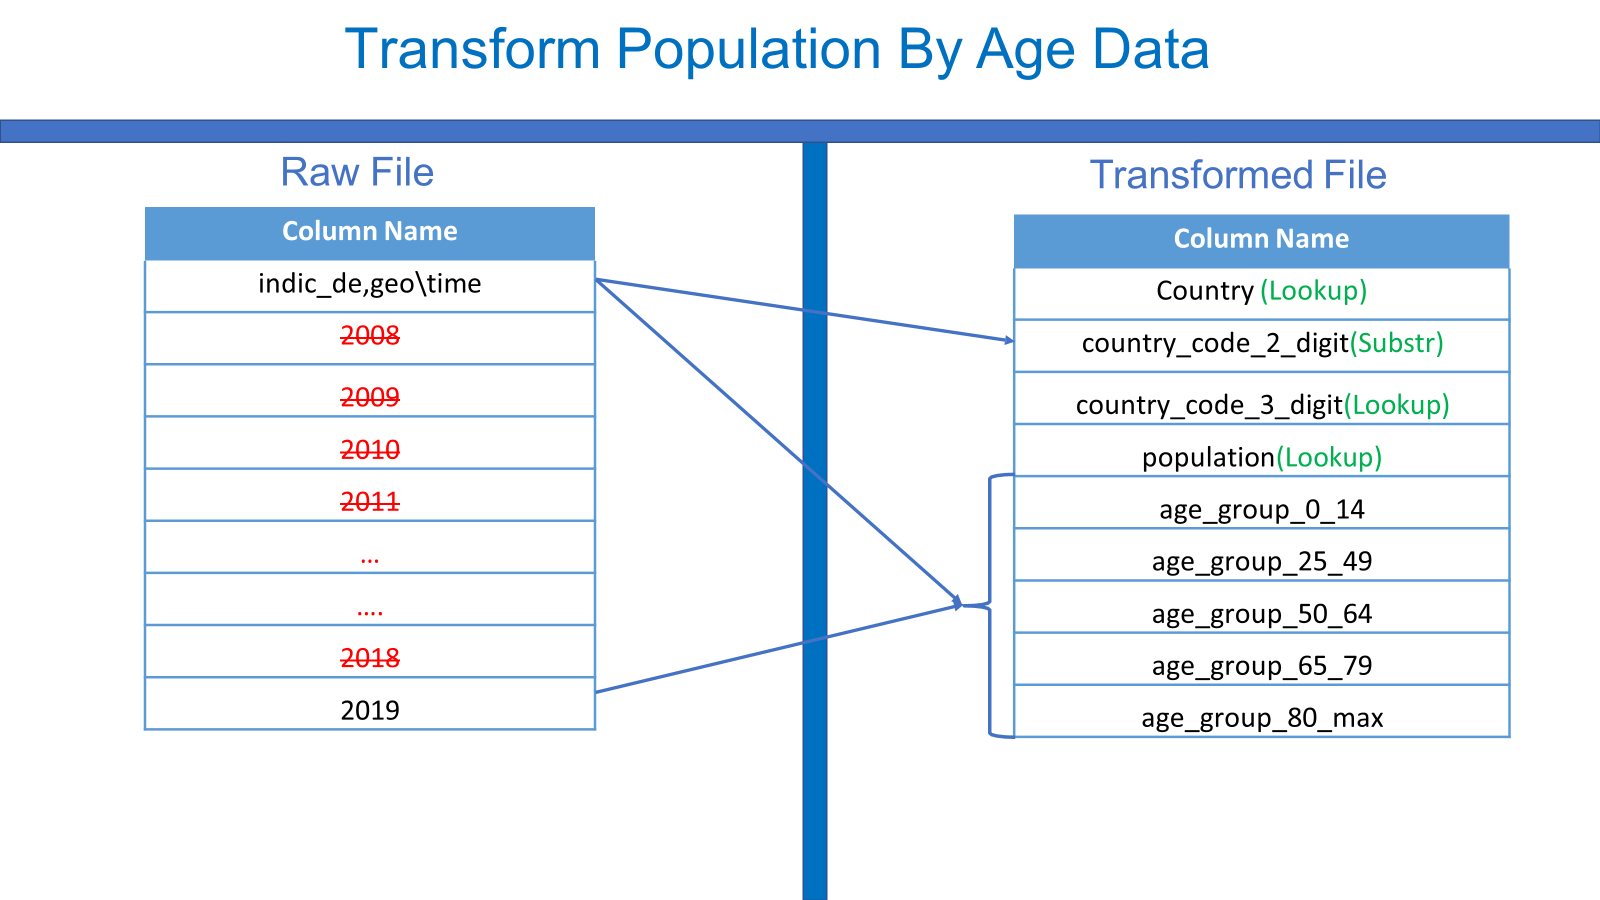 Transform Population By Age Data
Raw File
Column Name
indic_de,geo\time
2008
2009
2010
2011
...
....
2018
2019
Transformed File
Column Name
Country (Lookup)
country_code_2_digit(Substr)
country_code_3_digit(Lookup)
population(Lookup)
age_group_0_14
age_group_25_49
age_group_50_64
age_group_65_79
age_group_80_max